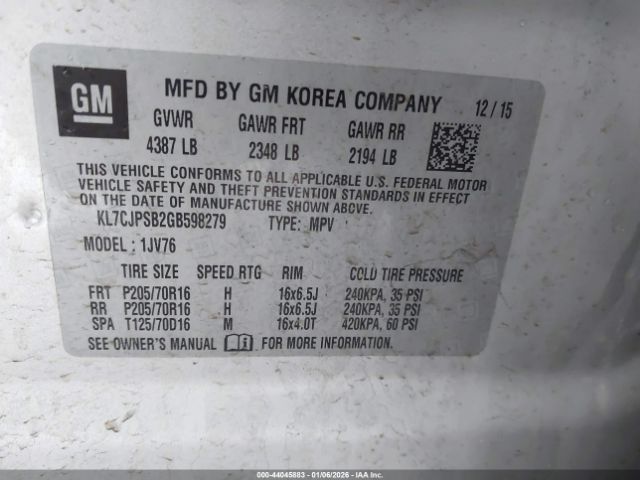 GM
MFD BY GM KOREA COMPANY 12 / 15
GVWR GAWR FRT GAWR RR
4387 LB 2348 LB 2194 LB
THIS VEHICLE CONFORMS TO ALL APPLICABLE U.S. FEDERAL MOTOR
VEHICLE SAFETY AND THEFT PREVENTION STANDARDS IN EFFECT
ON THE DATE OF MANUFACTURE SHOWN ABOVE.
KL7CJPSB2GB598279 TYPE: MPV
MODEL : 1JV76
TIRE SIZE SPEED RTG RIM COLD TIRE PRESSURE
FRT P205/70R16 H 16x6.5J 240KPA, 35 PSI
RR P205/70R16 H 16x6.5J 240KPA, 35 PSI
SPA T125/70D16 M 16x4.0T 420KPA, 60 PSI
SEE OWNER'S MANUAL FOR MORE INFORMATION.
000-44045883 - 01/06/2026 - IAAI.COM